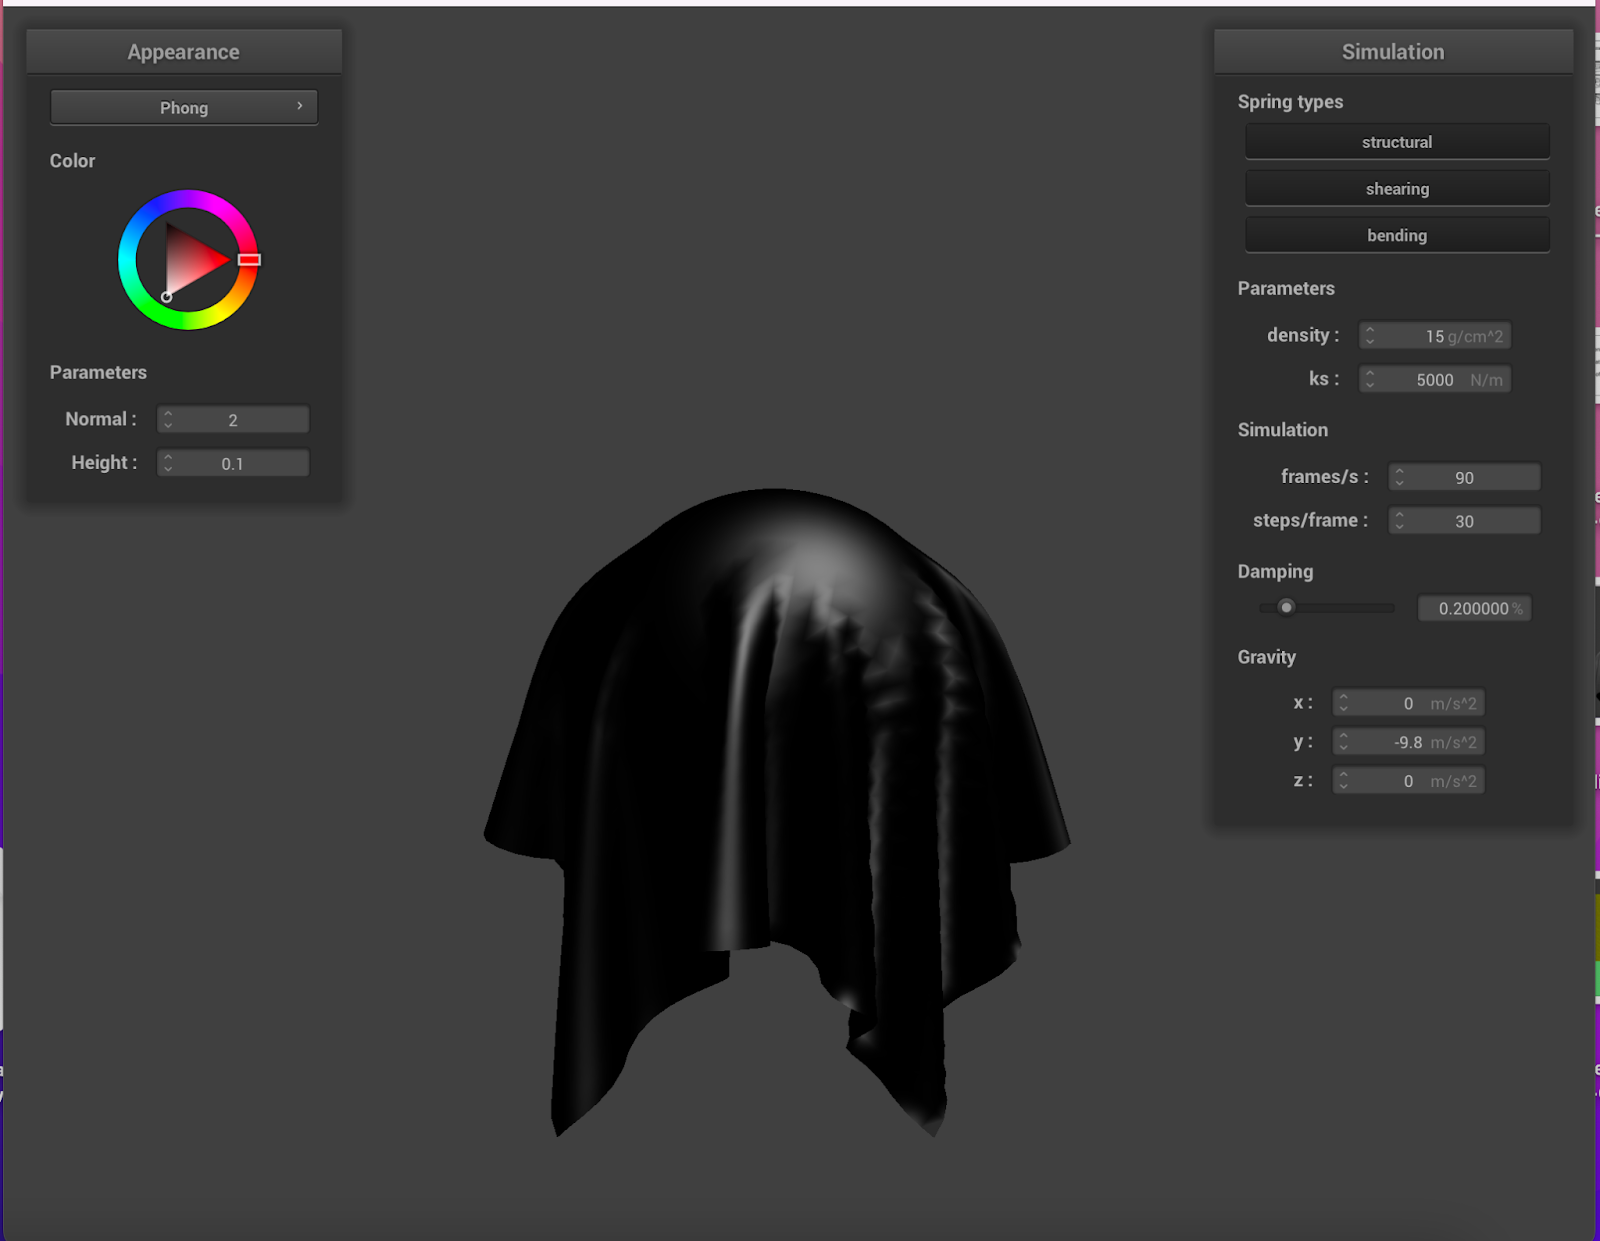 Appearance
Phong
Color
Parameters
Normal : 2
Height : 0.1
Simulation
Spring types
structural
shearing
bending
Parameters
density : 15 g/cm^2
ks : 5000 N/m
Simulation
frames/s : 90
steps/frame : 30
Damping
0.200000 %
Gravity
x : 0 m/s^2
y : -9.8 m/s^2
z : 0 m/s^2